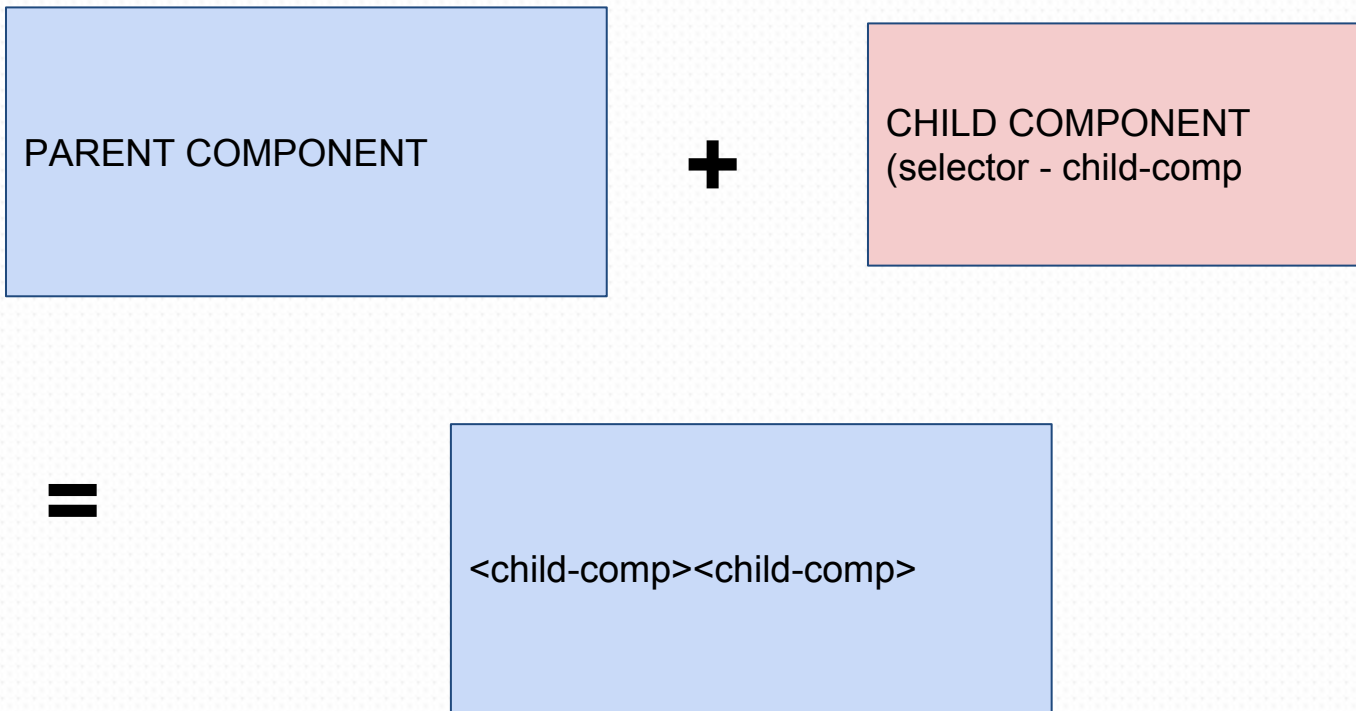 PARENT COMPONENT
+
CHILD COMPONENT
(selector - child-comp
=
<child-comp><child-comp>